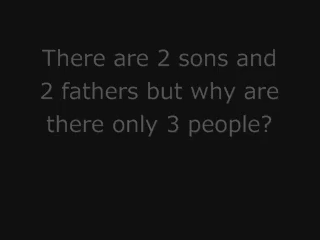 There are 2 sons and
2 fathers but why are
there only 3 people?